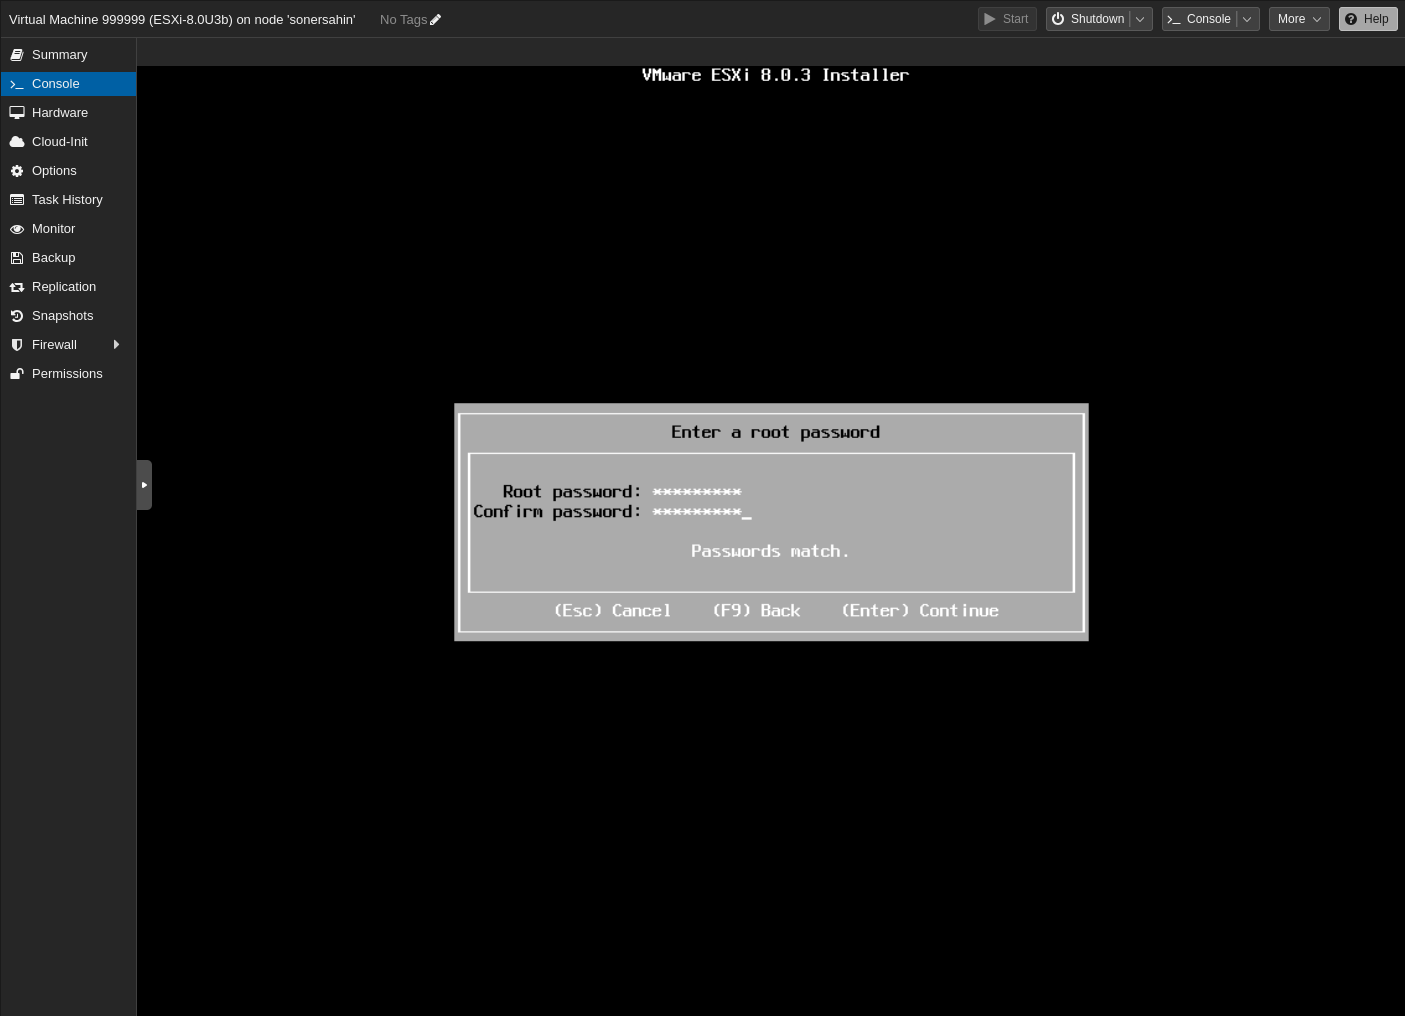 Virtual Machine 999999 (ESXi-8.0U3b) on node 'sonersahin' No Tags Start Shutdown Console More Help
Summary
Console
Hardware
Cloud-Init
Options
Task History
Monitor
Backup
Replication
Snapshots
Firewall
Permissions
VMware ESXi 8.0.3 Installer
Enter a root password
Root password: *********
Confirm password: *********_
Passwords match.
(Esc) Cancel (F9) Back (Enter) Continue